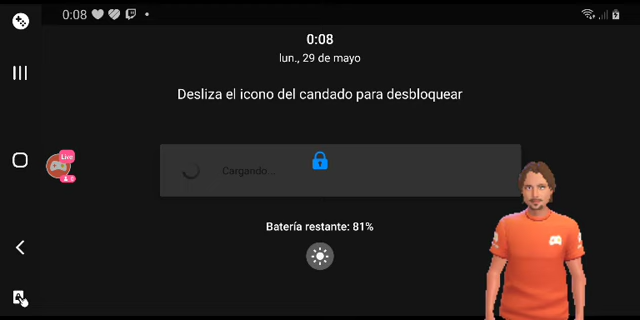 0:08
0:08
lun., 29 de mayo
Desliza el icono del candado para desbloquear
Live
Cargando ...
Batería restante: 81%